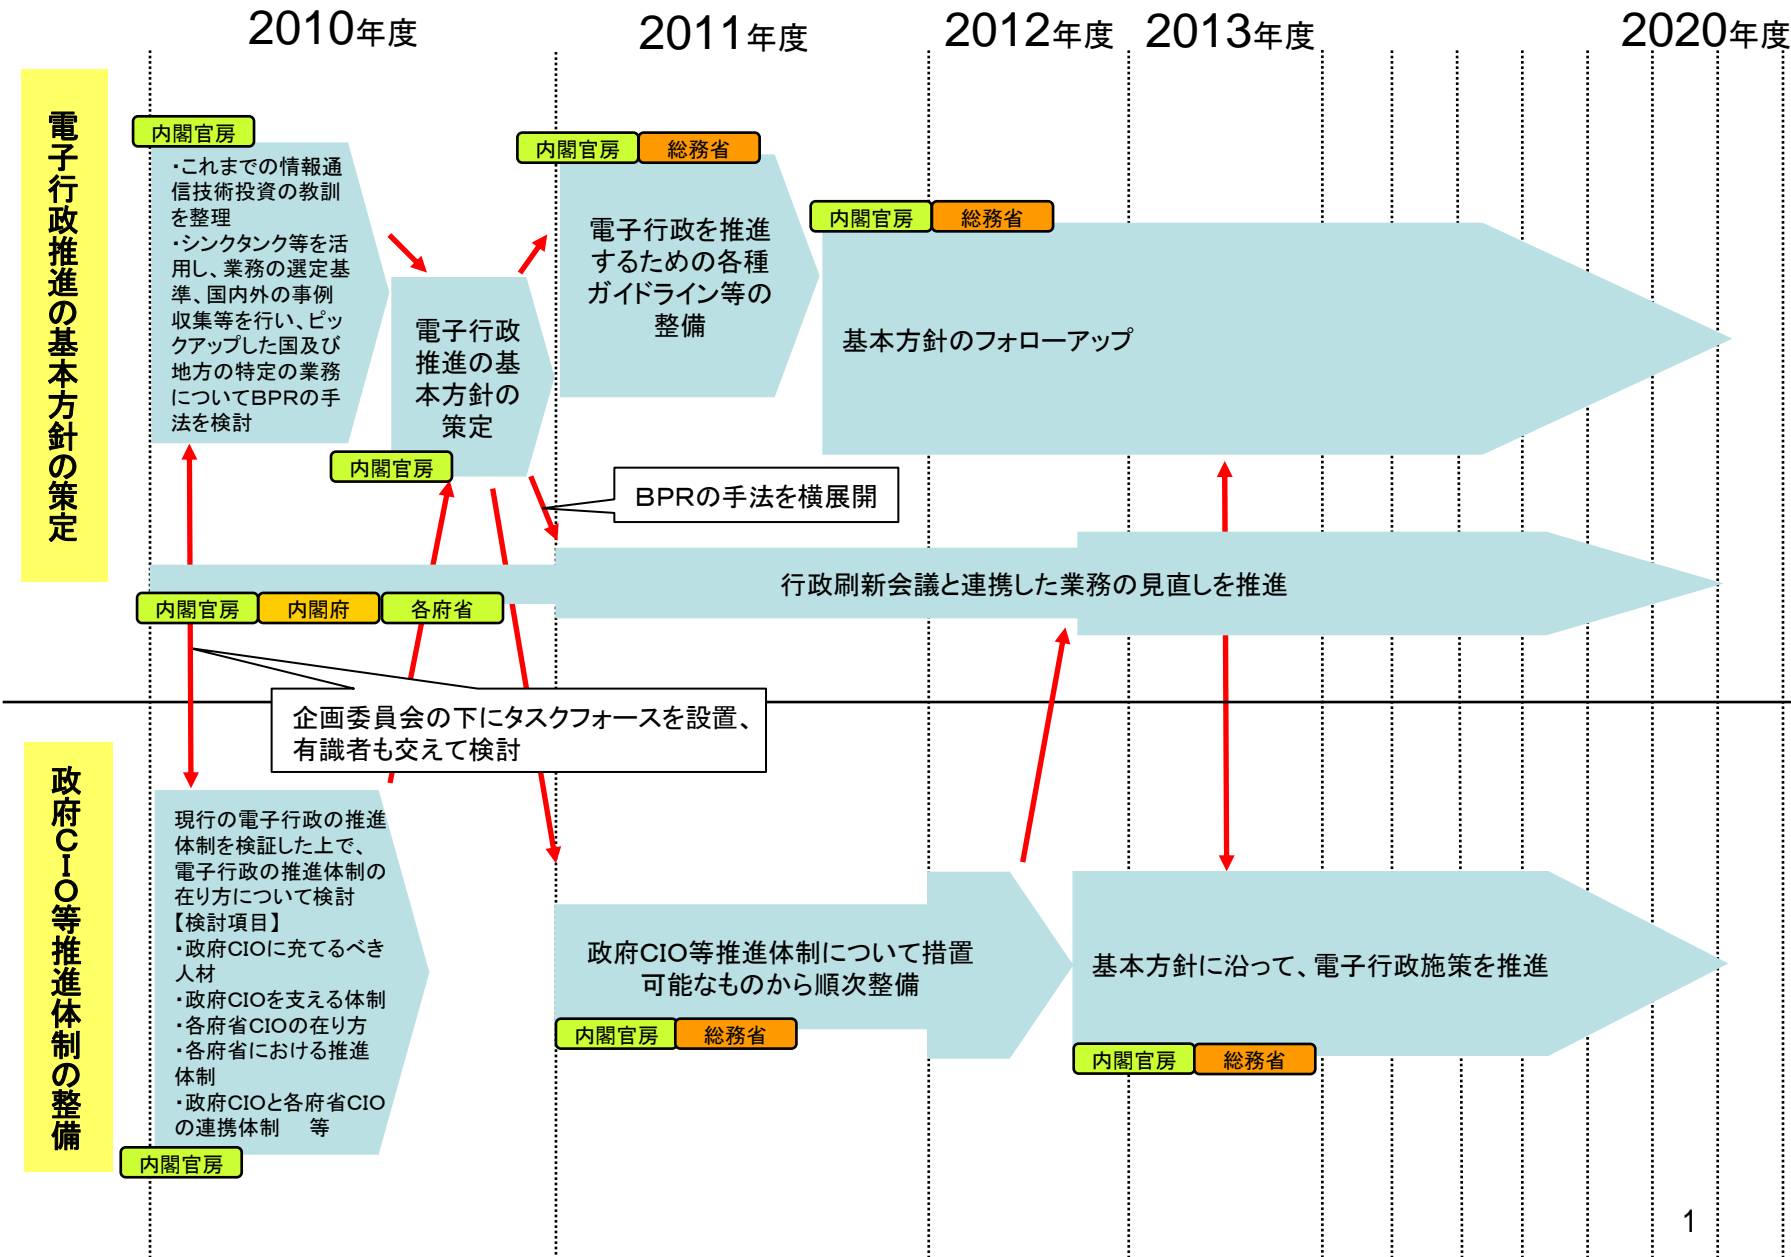 2010年度
2011年度
2012年度
2013年度
2020年度
電子行政推進の基本方針の策定
内閣官房
・これまでの情報通
信技術投資の教訓
を整理
・シンクタンク等を活
用し、業務の選定基
準、国内外の事例
収集等を行い、ピッ
クアップした国及び
地方の特定の業務
についてBPRの手
法を検討
電子行政
推進の基
本方針の
策定
内閣官房
内閣官房 総務省
電子行政を推進
するための各種
ガイドライン等の
整備
内閣官房 総務省
基本方針のフォローアップ
BPRの手法を横展開
行政刷新会議と連携した業務の見直しを推進
内閣官房 内閣府 各府省
企画委員会の下にタスクフォースを設置、
有識者も交えて検討
政府CIO等推進体制の整備
現行の電子行政の推進
体制を検証した上で、
電子行政の推進体制の
在り方について検討
【検討項目】
・政府CIOに充てるべき
人材
・政府CIOを支える体制
・各府省CIOの在り方
・各府省における推進
体制
・政府CIOと各府省CIO
の連携体制　等
内閣官房
政府CIO等推進体制について措置
可能なものから順次整備
内閣官房 総務省
基本方針に沿って、電子行政施策を推進
内閣官房 総務省
1